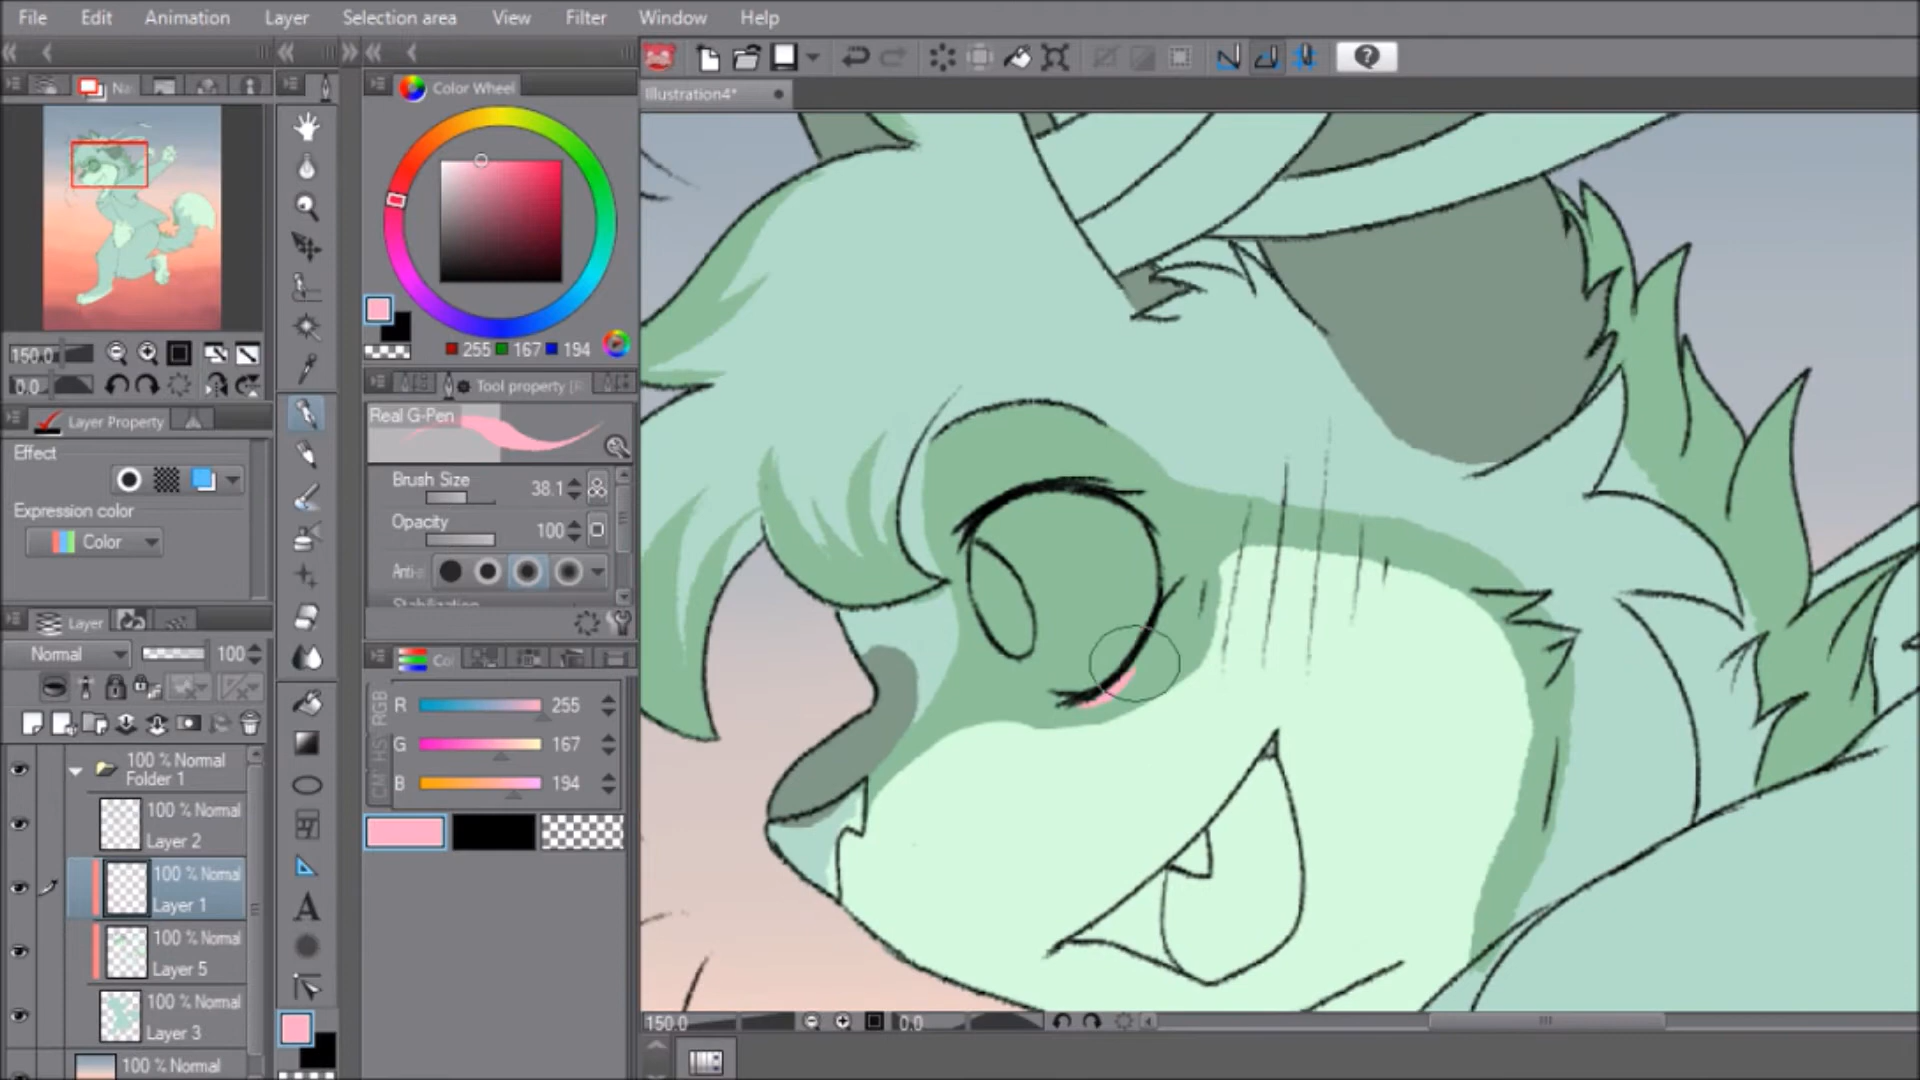 File Edit Animation Layer Selection area View Filter Window Help
Color Wheel
Illustration4*
150.0
0.0
255 167 194
Layer Property
Effect
Expression color
Color
Tool property
Real G-Pen
Brush Size 38.1
Opacity 100
Layer
Normal 100
RGB
R 255
G 167
B 194
100 % Normal
Folder 1
100 % Normal
Layer 2
100 % Normal
Layer 1
100 % Normal
Layer 5
100 % Normal
Layer 3
100 % Normal
A
150.0 0.0